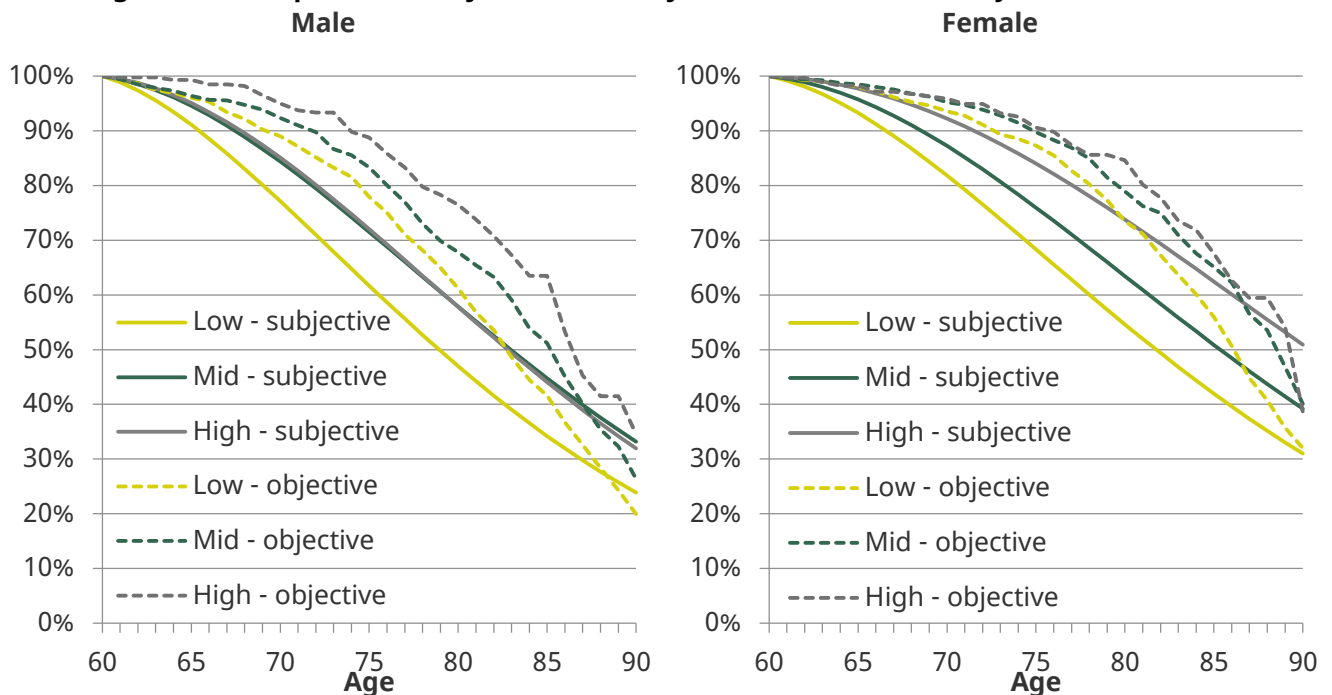 Male
100%
90%
80%
70%
60%
50%
40%
30%
20%
10%
0%
Low - subjective
Mid - subjective
High - subjective
Low - objective
Mid - objective
High - objective
60 65 70 75 80 85 90
Age
Female
100%
90%
80%
70%
60%
50%
40%
30%
20%
10%
0%
Low - subjective
Mid - subjective
High - subjective
Low - objective
Mid - objective
High - objective
60 65 70 75 80 85 90
Age